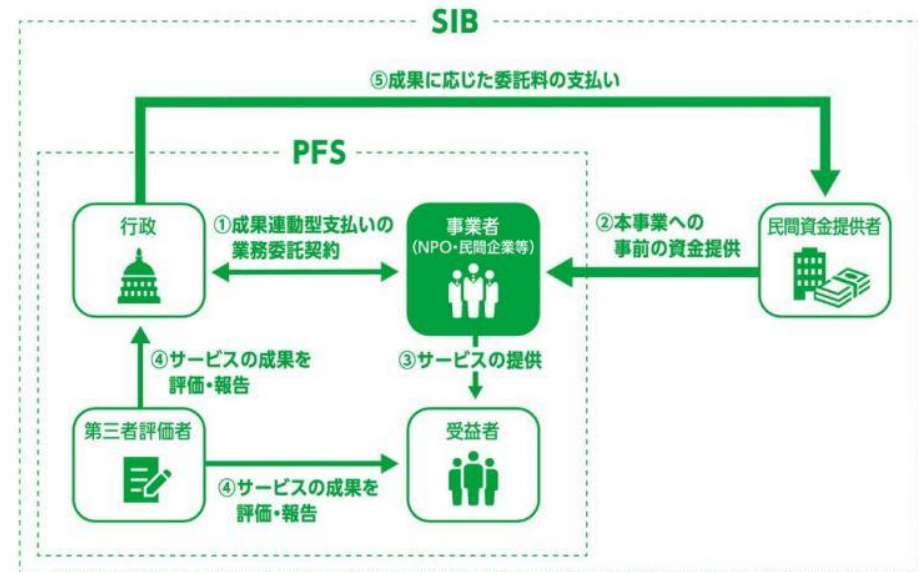 SIB
⑤成果に応じた委託料の支払い
PFS
行政
①成果連動型支払いの
業務委託契約
事業者
(NPO・民間企業等)
②本事業への
事前の資金提供
民間資金提供者
④サービスの成果を
評価・報告
③サービスの提供
第三者評価者
④サービスの成果を
評価・報告
受益者